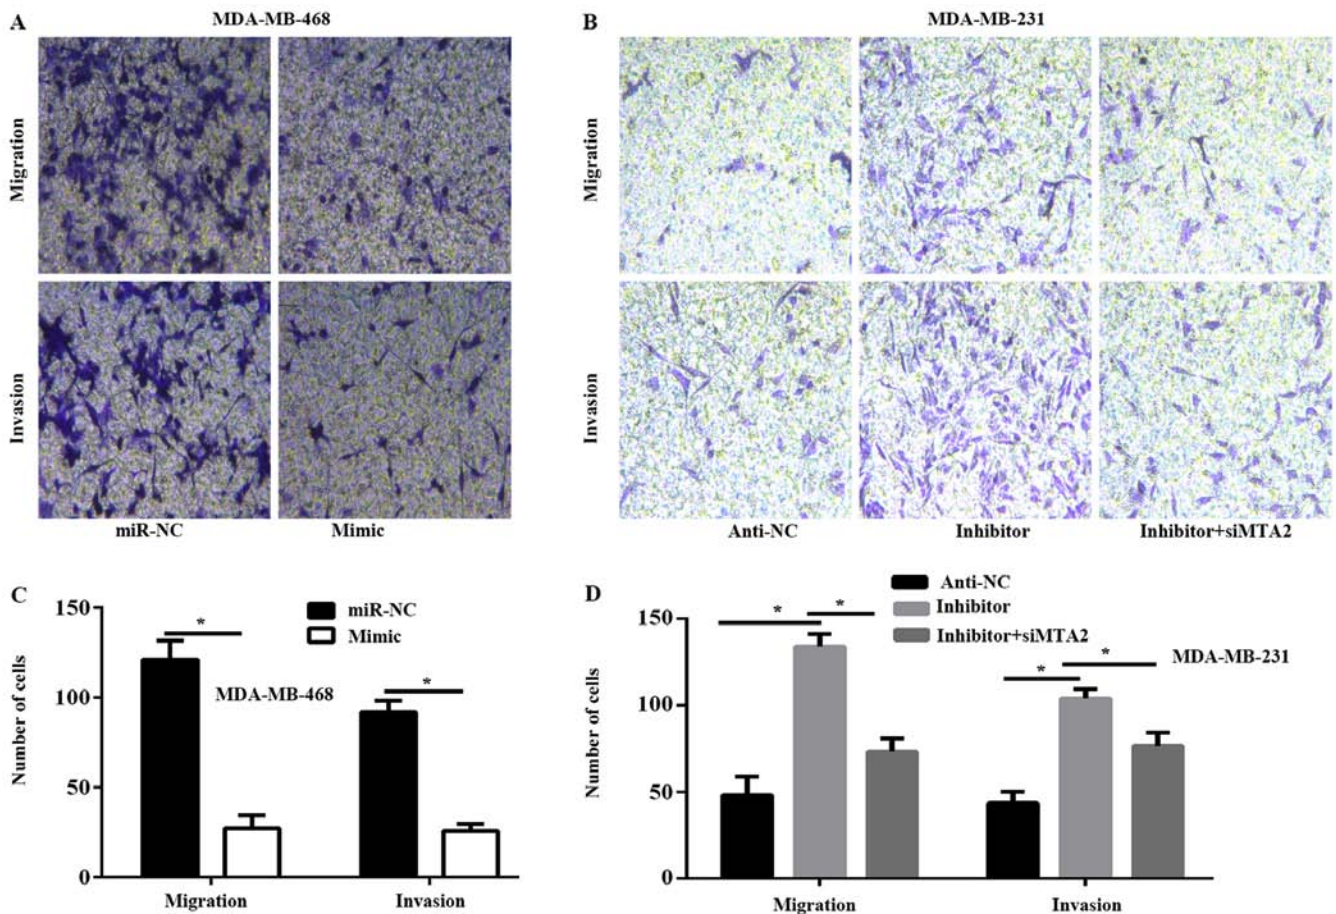 A
MDA-MB-468
B
MDA-MB-231
Migration
Invasion
miR-NC
Mimic
Migration
Invasion
Anti-NC
Inhibitor
Inhibitor+siMTA2
C
miR-NC
Mimic
MDA-MB-468
Number of cells
150
100
50
0
*
*
Migration
Invasion
D
Anti-NC
Inhibitor
Inhibitor+siMTA2
MDA-MB-231
Number of cells
150
100
50
0
*
*
*
*
Migration
Invasion